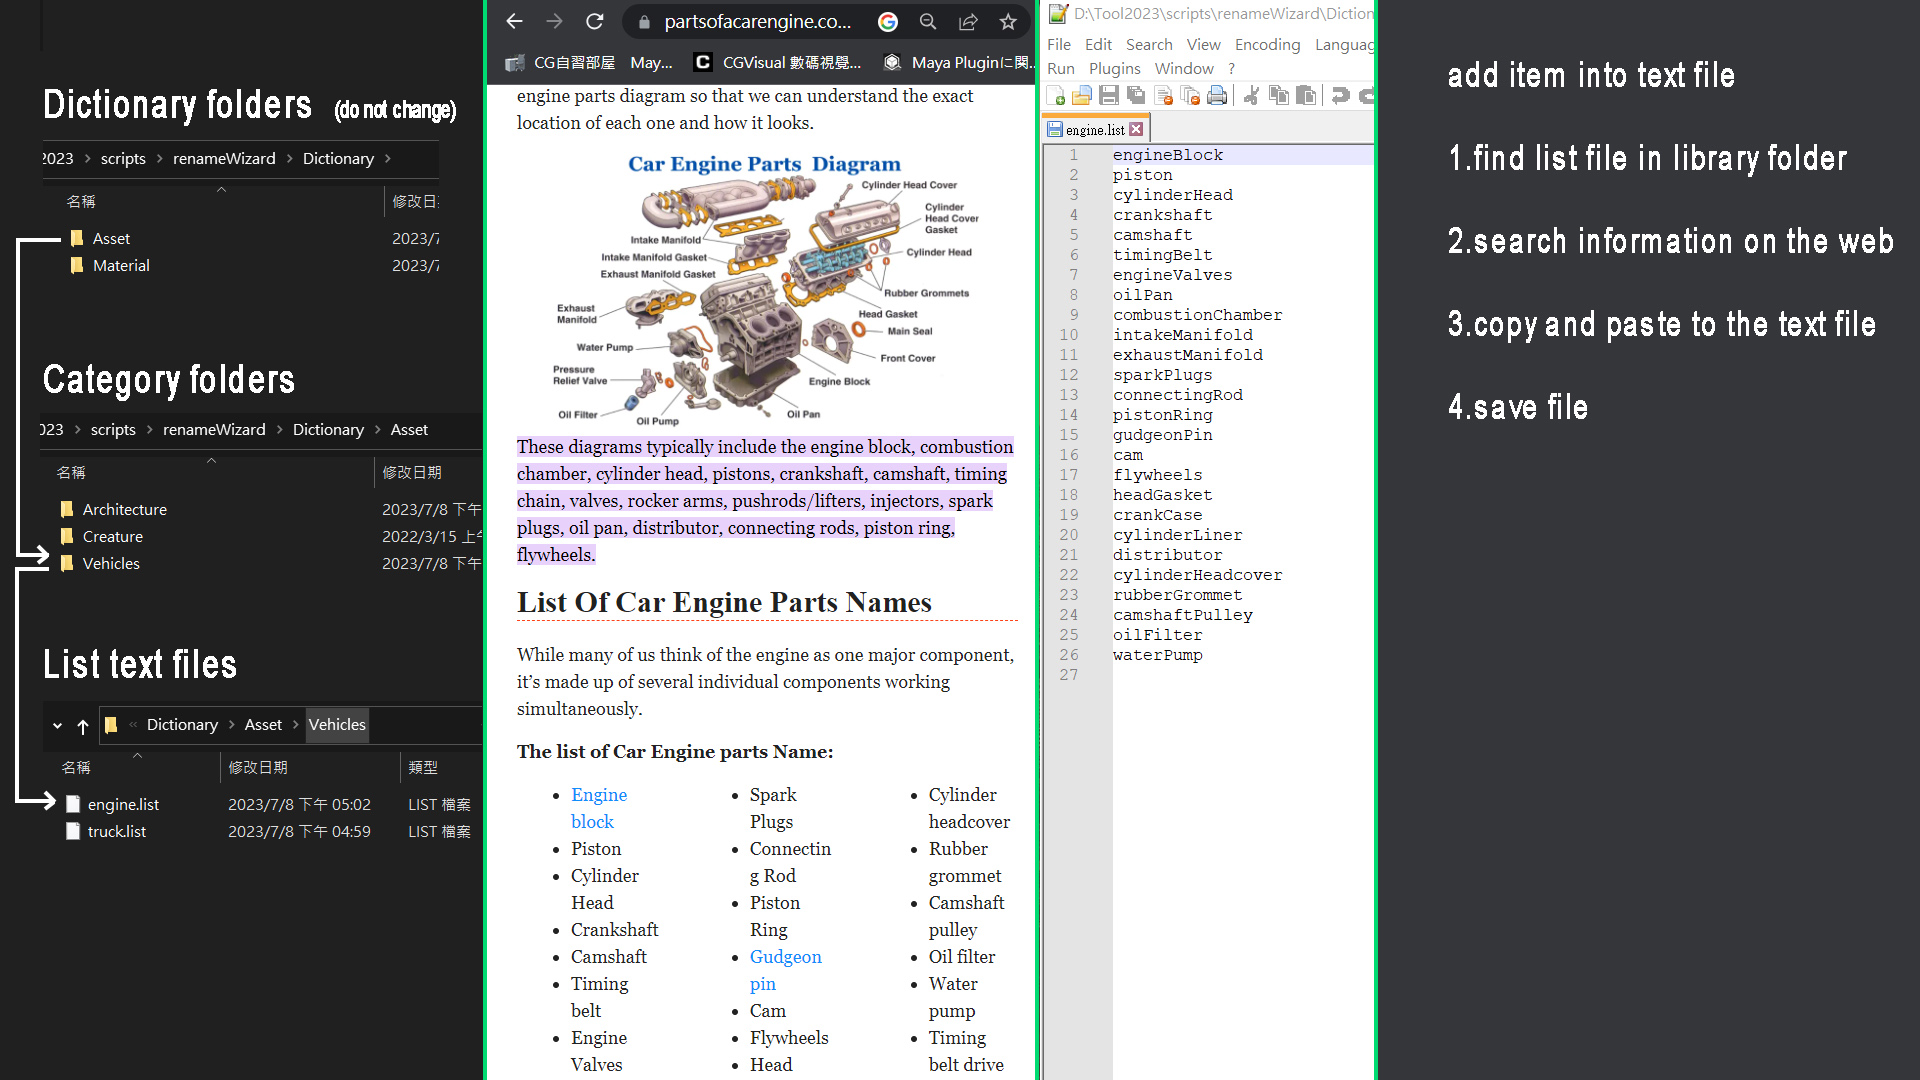 Dictionary folders (do not change)
2023 > scripts > renameWizard > Dictionary >
名稱 修改日
Asset 2023/7
Material 2023/7
Category folders
023 > scripts > renameWizard > Dictionary > Asset
名稱 修改日期
Architecture 2023/7/8 下午
Creature 2022/3/15 上午
Vehicles 2023/7/8 下午
List text files
« Dictionary > Asset > Vehicles
名稱 修改日期 類型
engine.list 2023/7/8 下午 05:02 LIST 檔案
truck.list 2023/7/8 下午 04:59 LIST 檔案
partsofacarengine.co...
CG自習部屋 May... CGVisual 數碼視覺... Maya Pluginに関...
engine parts diagram so that we can understand the exact
location of each one and how it looks.
Car Engine Parts Diagram
Cylinder Head Cover
Cylinder
Head Cover
Gasket
Intake Manifold
Cylinder Head
Intake Manifold Gasket
Exhaust Manifold Gasket
Rubber Grommets
Exhaust
Manifold
Head Gasket
Main Seal
Water Pump
Front Cover
Pressure
Relief Valve
Engine Block
Oil Filter
Oil Pump
Oil Pan
These diagrams typically include the engine block, combustion
chamber, cylinder head, pistons, crankshaft, camshaft, timing
chain, valves, rocker arms, pushrods/lifters, injectors, spark
plugs, oil pan, distributor, connecting rods, piston ring,
flywheels.
List Of Car Engine Parts Names
While many of us think of the engine as one major component,
it's made up of several individual components working
simultaneously.
The list of Car Engine parts Name:
• Engine
block
• Piston
• Cylinder
Head
• Crankshaft
• Camshaft
• Timing
belt
• Engine
Valves
• Spark
Plugs
• Connectin
g Rod
• Piston
Ring
• Gudgeon
pin
• Cam
• Flywheels
• Head
• Cylinder
headcover
• Rubber
grommet
• Camshaft
pulley
• Oil filter
• Water
pump
• Timing
belt drive
D:\Tool2023\scripts\renameWizard\Diction
File Edit Search View Encoding Languag
Run Plugins Window ?
engine.list
1 engineBlock
2 piston
3 cylinderHead
4 crankshaft
5 camshaft
6 timingBelt
7 engineValves
8 oilPan
9 combustionChamber
10 intakeManifold
11 exhaustManifold
12 sparkPlugs
13 connectingRod
14 pistonRing
15 gudgeonPin
16 cam
17 flywheels
18 headGasket
19 crankCase
20 cylinderLiner
21 distributor
22 cylinderHeadcover
23 rubberGrommet
24 camshaftPulley
25 oilFilter
26 waterPump
27
add item into text file
1.find list file in library folder
2.search information on the web
3.copy and paste to the text file
4.save file